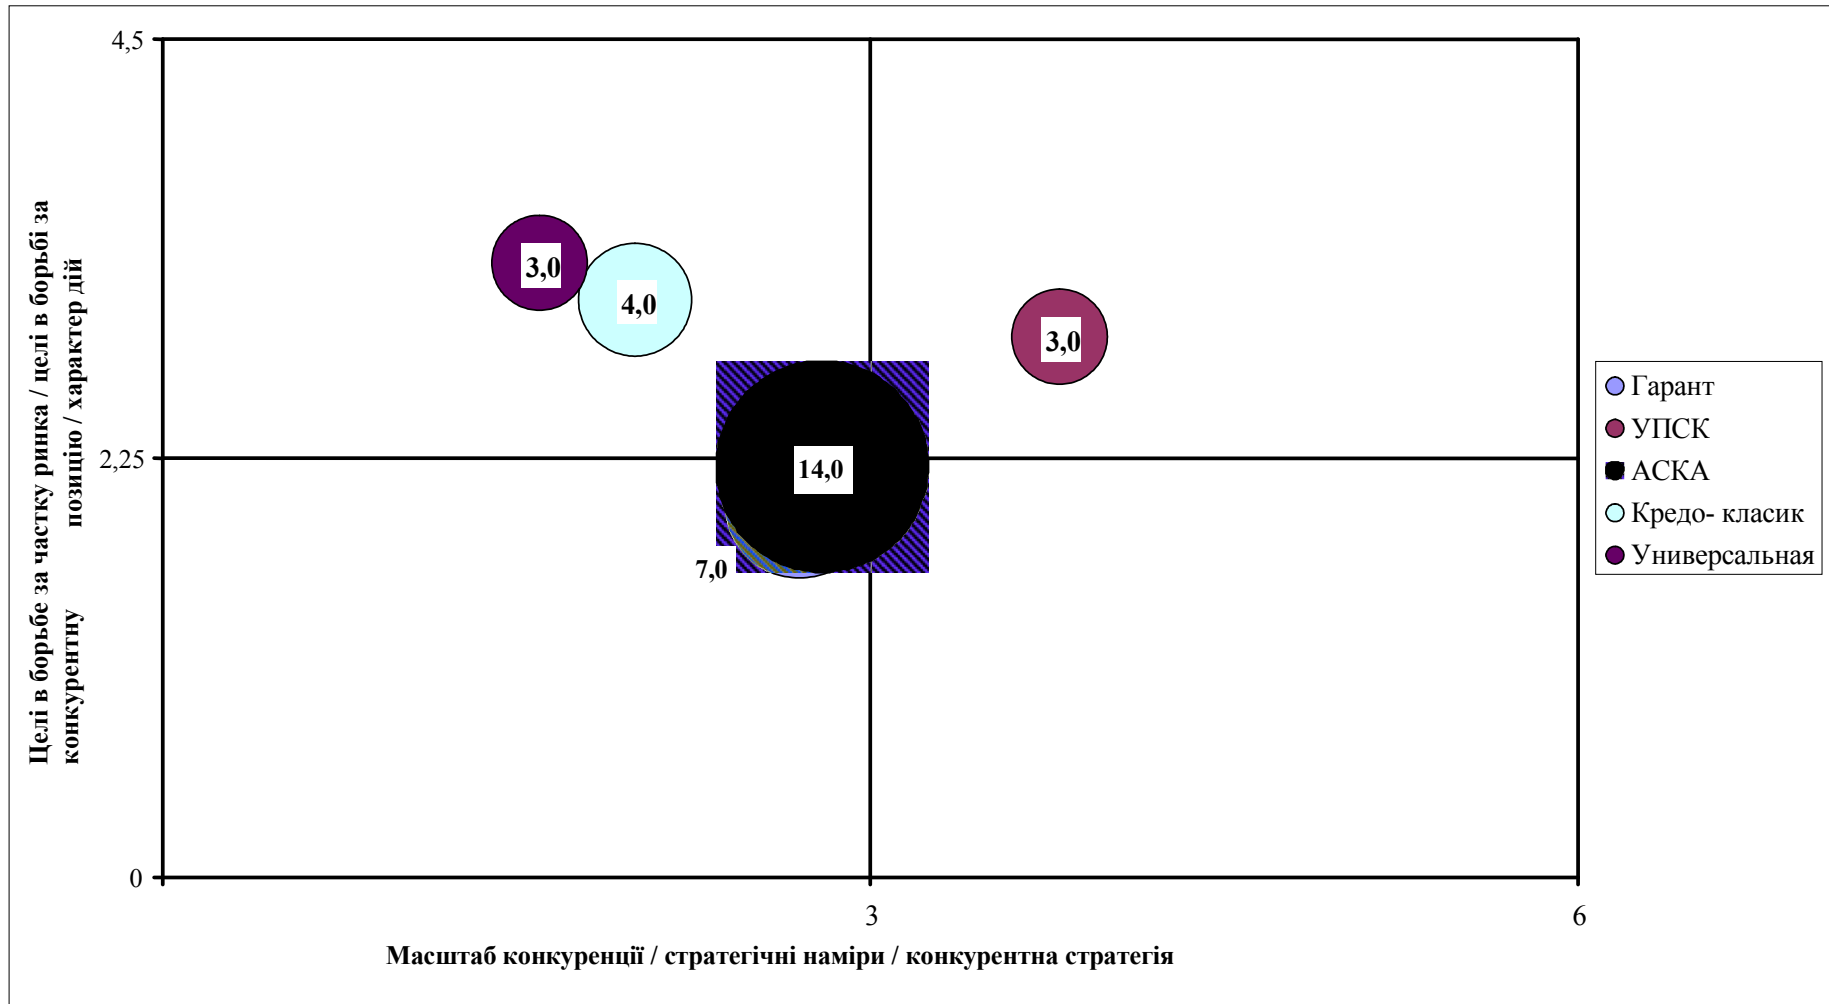 4,5
2,25
0
3
6
Целі в борьбе за частку ринка / целі в борьбі за
конкурентну позицію / характер дій
3,0
4,0
3,0
14,0
7,0
Гарант
УПСК
АСКА
Кредо- класик
Универсальная
Масштаб конкуренції / стратегічні наміри / конкурентна стратегія